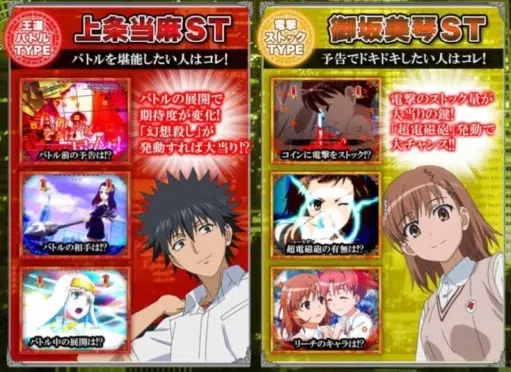 王道
バトル
TYPE
上条当麻ST
バトルを堪能したい人はコレ!
バトル前の予告は!?
バトルの展開で
期待度が変化!
「幻想殺し」が
発動すれば大当り!?
バトルの相手は!?
バトル中の展開は!?
電撃
ストック
TYPE
御坂美琴ST
予告でドキドキしたい人はコレ!
コインに電撃をストック!?
電撃のストック量が
大当りの鍵!
「超電磁砲」発動で
大チャンス!!
超電磁砲の有無は!?
リーチのキャラは!?